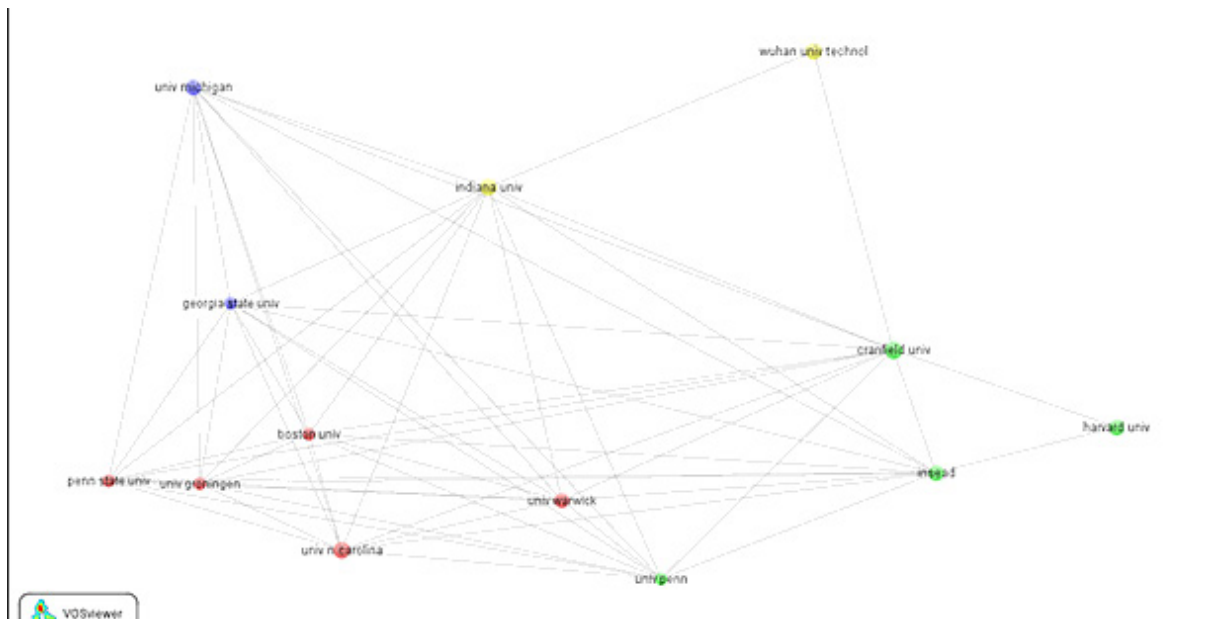 wuhan univ technol
univ michigan
indiana univ
georgia state univ
cranfield univ
harvard univ
boston univ
insead
penn state univ
univ groningen
univ warwick
univ n carolina
univ penn
VOSviewer